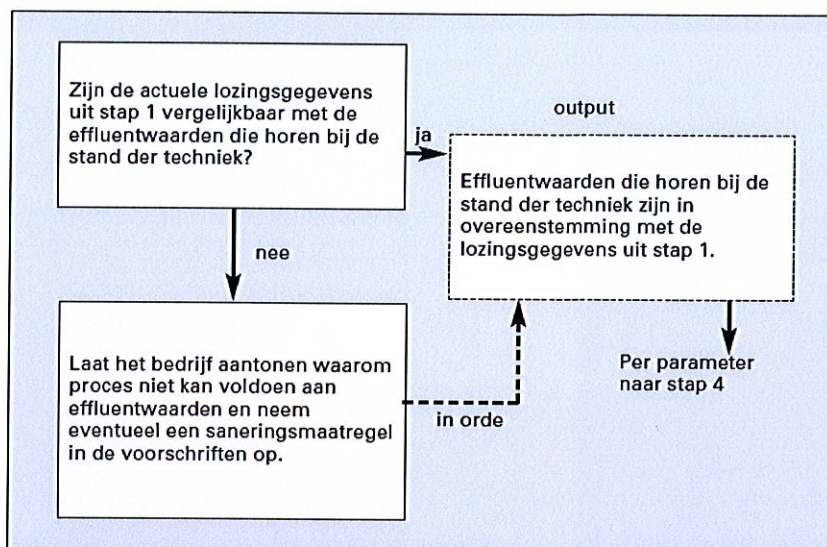 Zijn de actuele lozingsgegevens
uit stap 1 vergelijkbaar met de
effluentwaarden die horen bij de
stand der techniek?
ja
output
Effluentwaarden die horen bij de
stand der techniek zijn in
overeenstemming met de
lozingsgegevens uit stap 1.
nee
Laat het bedrijf aantonen waarom
proces niet kan voldoen aan
effluentwaarden en neem
eventueel een saneringsmaatregel
in de voorschriften op.
in orde
Per parameter
naar stap 4